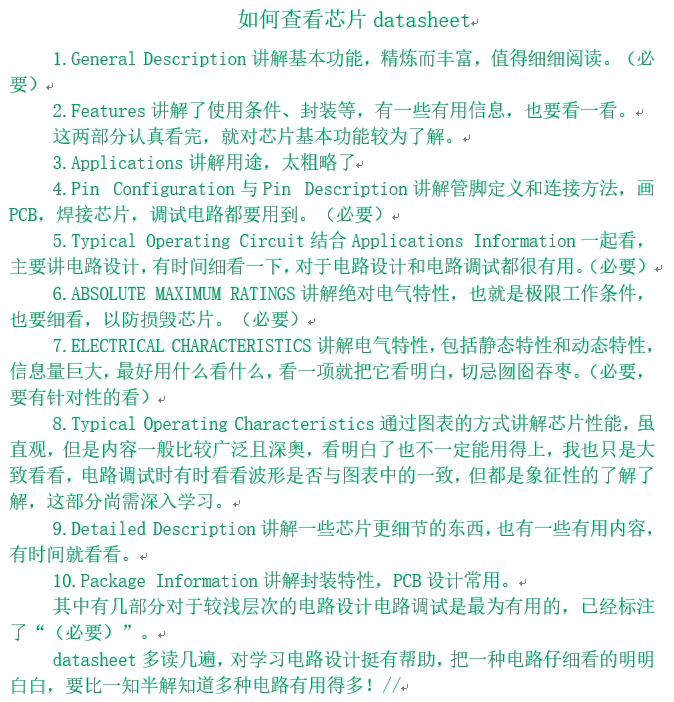 如何查看芯片 datasheet
1.General Description 讲解基本功能，精炼而丰富，值得细细阅读。（必
要）
2.Features 讲解了使用条件、封装等，有一些有用信息，也要看一看。
这两部分认真看完，就对芯片基本功能较为了解。
3.Applications 讲解用途，太粗略了
4.Pin Configuration 与 Pin Description 讲解管脚定义和连接方法，画
PCB，焊接芯片，调试电路都要用到。（必要）
5.Typical Operating Circuit 结合 Applications Information 一起看，
主要讲电路设计，有时间细看一下，对于电路设计和电路调试都很有用。（必要）
6.ABSOLUTE MAXIMUM RATINGS 讲解绝对电气特性，也就是极限工作条件，
也要细看，以防损毁芯片。（必要）
7.ELECTRICAL CHARACTERISTICS 讲解电气特性，包括静态特性和动态特性，
信息量巨大，最好用什么看什么，看一项就把它看明白，切忌囫囵吞枣。（必要，
要有针对性的看）
8.Typical Operating Characteristics 通过图表的方式讲解芯片性能，虽
直观，但是内容一般比较广泛且深奥，看明白了也不一定能用得上，我也只是大
致看看，电路调试时有时看看波形是否与图表中的一致，但都是象征性的了解了
解，这部分尚需深入学习。
9.Detailed Description 讲解一些芯片更细节的东西，也有一些有用内容，
有时间就看看。
10.Package Information 讲解封装特性，PCB 设计常用。
其中有几部分对于较浅层次的电路设计电路调试是最为有用的，已经标注
了“（必要）”。
datasheet 多读几遍，对学习电路设计挺有帮助，把一种电路仔细看的明明
白白，要比一知半解知道多种电路有用得多！//